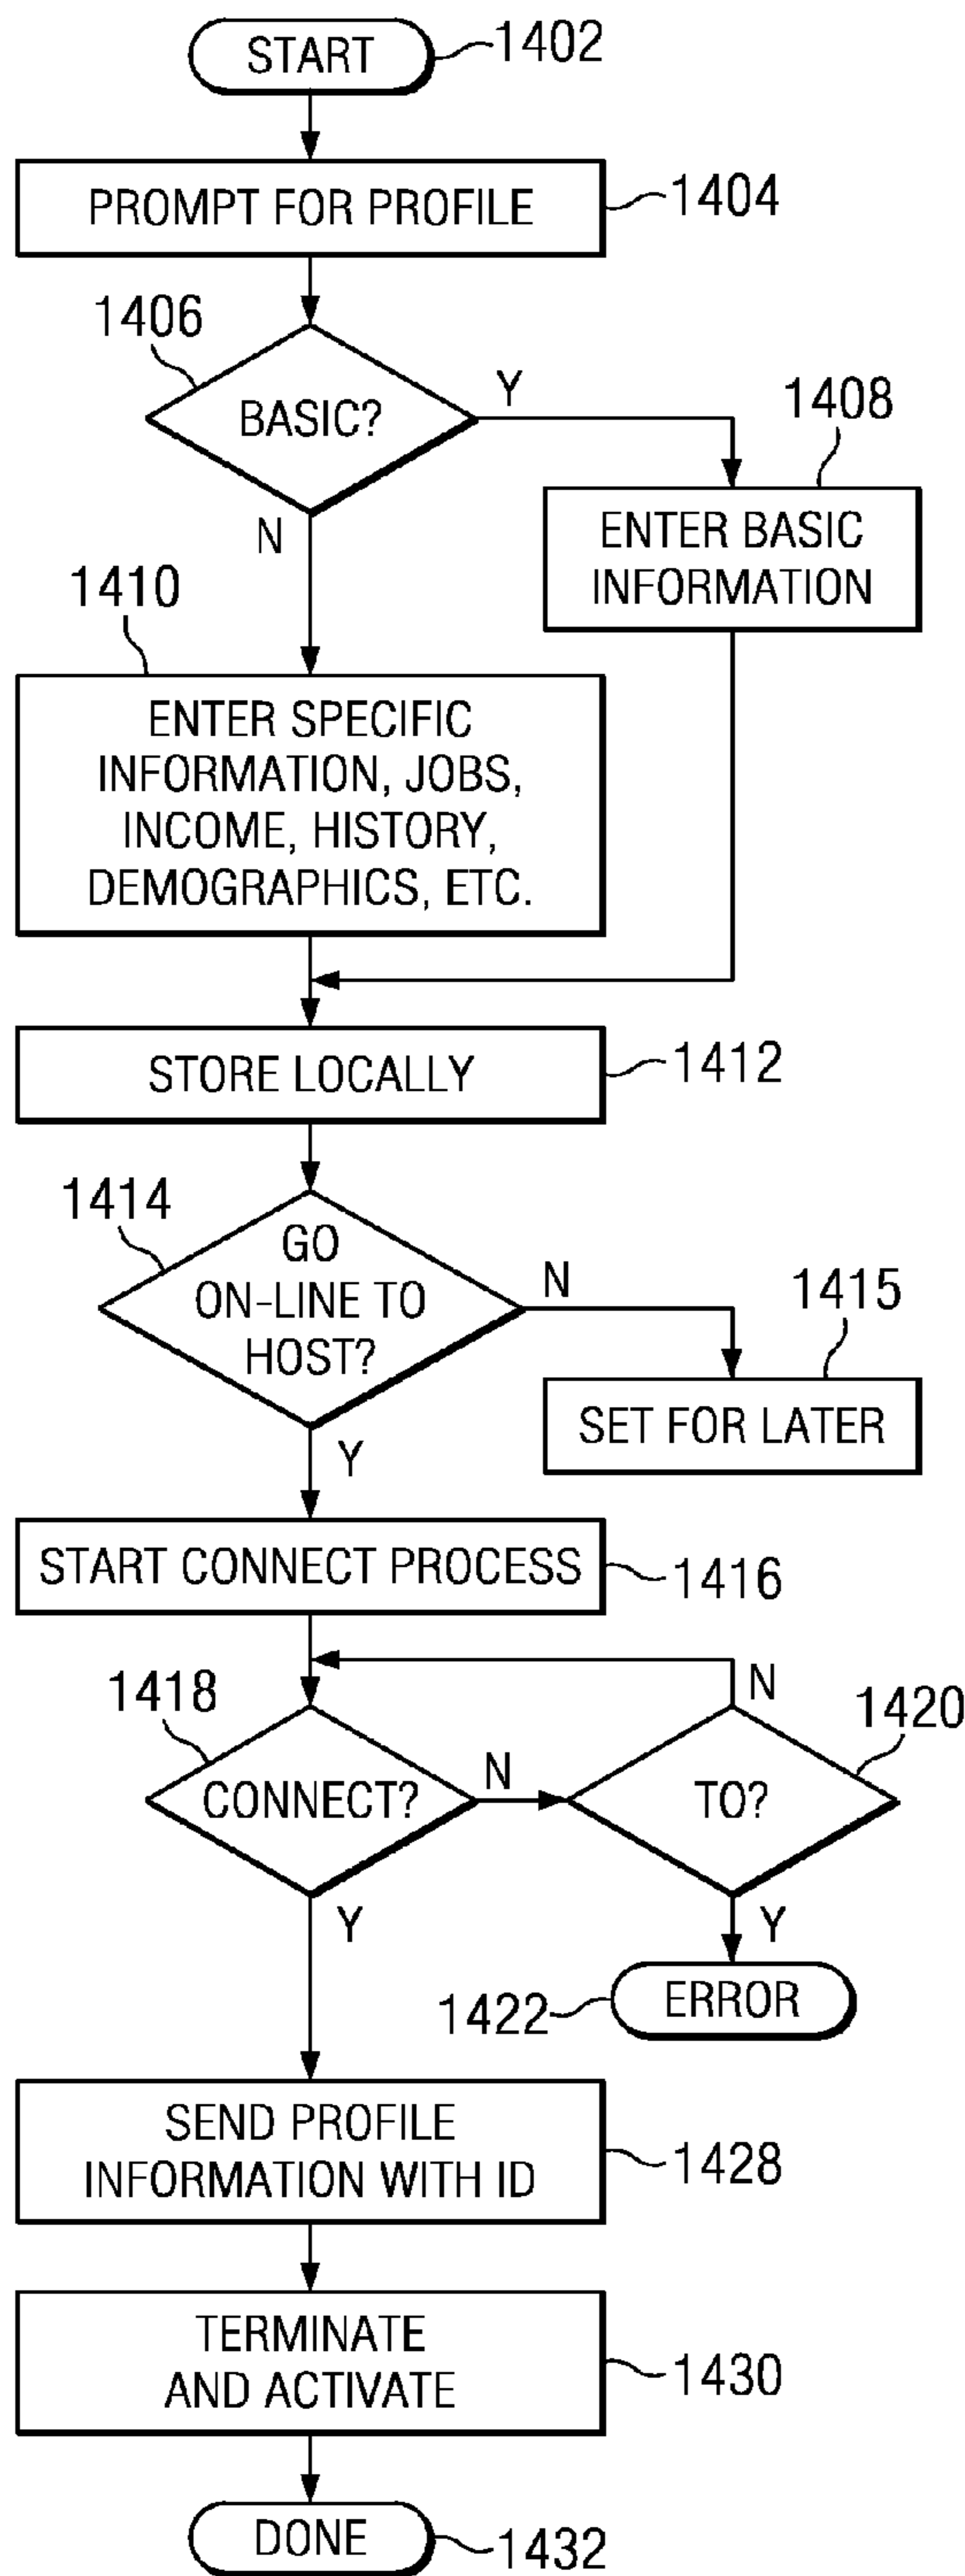 START
1402
PROMPT FOR PROFILE
1404
1406
BASIC?
Y
1408
N
ENTER BASIC
INFORMATION
1410
ENTER SPECIFIC
INFORMATION, JOBS,
INCOME, HISTORY,
DEMOGRAPHICS, ETC.
STORE LOCALLY
1412
1414
GO
ON-LINE TO
HOST?
N
1415
SET FOR LATER
Y
START CONNECT PROCESS
1416
1418
CONNECT?
N
N
1420
TO?
Y
Y
1422
ERROR
SEND PROFILE
INFORMATION WITH ID
1428
TERMINATE
AND ACTIVATE
1430
DONE
1432